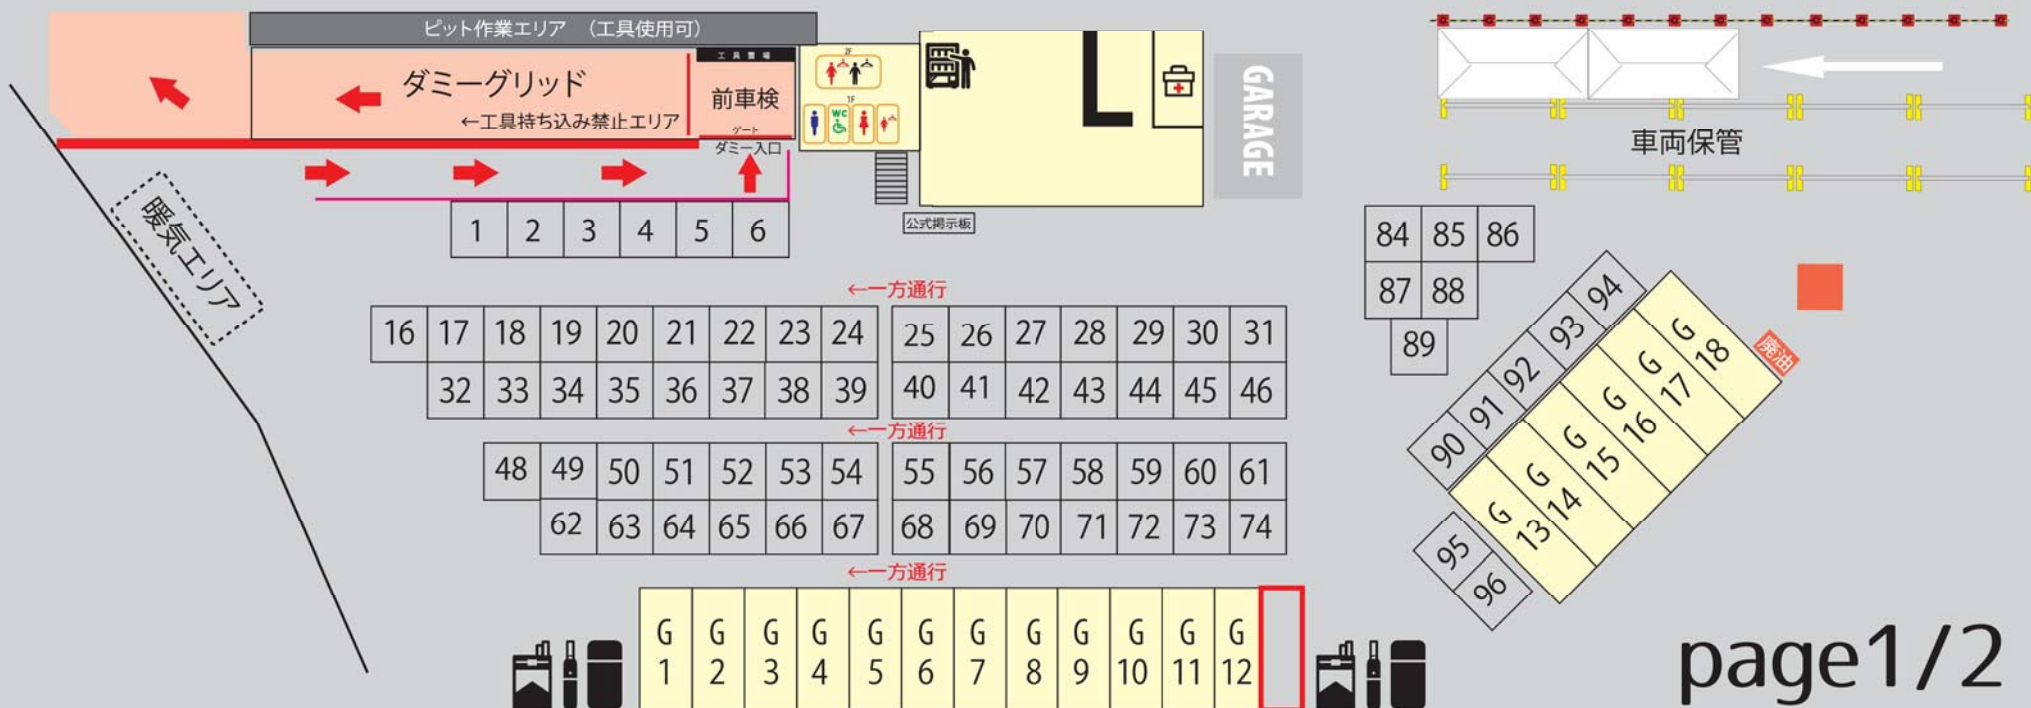 ピット作業エリア （工具使用可）
工具置場
ダミーグリッド
←工具持ち込み禁止エリア
前車検
ゲート
ダミー入口
2F
1F
WC
L
GARAGE
車両保管
公式掲示板
暖気エリア
1 2 3 4 5 6
84 85 86
87 88
89
←一方通行
16 17 18 19 20 21 22 23 24 25 26 27 28 29 30 31
32 33 34 35 36 37 38 39 40 41 42 43 44 45 46
←一方通行
48 49 50 51 52 53 54 55 56 57 58 59 60 61
62 63 64 65 66 67 68 69 70 71 72 73 74
←一方通行
G 1
G 2
G 3
G 4
G 5
G 6
G 7
G 8
G 9
G 10
G 11
G 12
90 91 92 93 94
G 13
G 14
G 15
G 16
G 17
G 18
廃油
95
96
page1/2